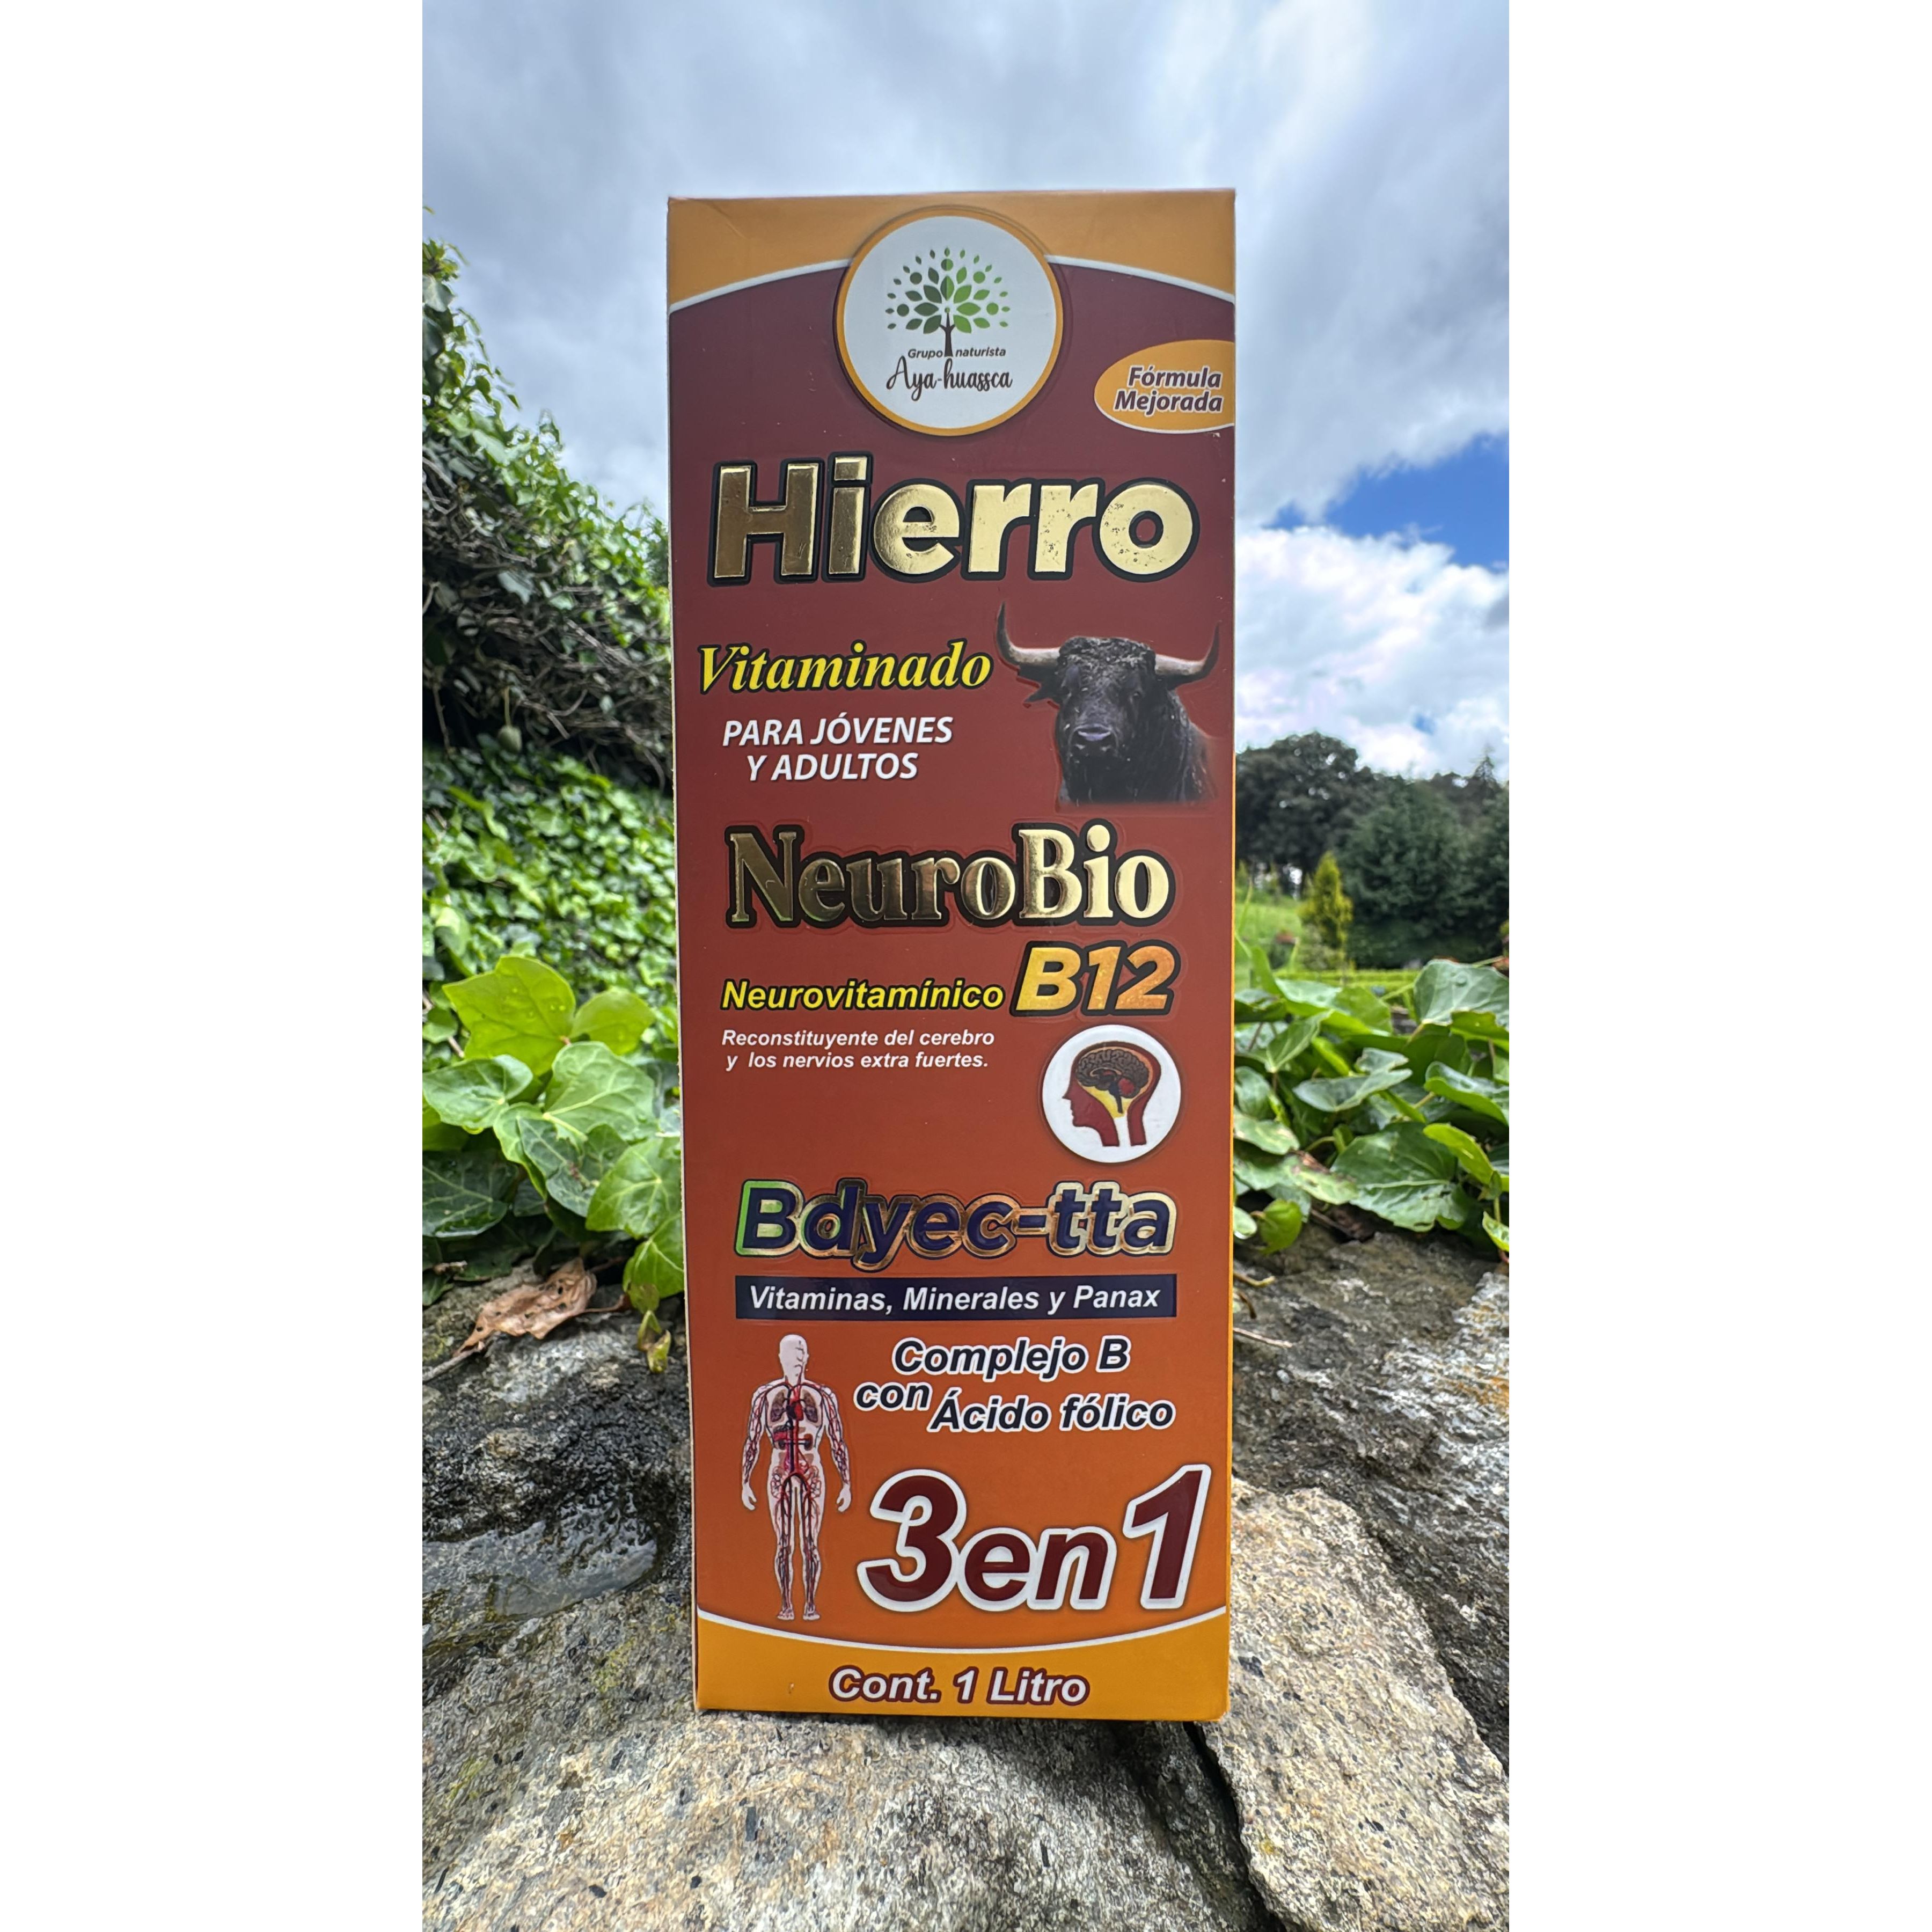 Grupo naturista
Aya-huassca
Fórmula
Mejorada
Hierro
Vitaminado
PARA JÓVENES
Y ADULTOS
NeuroBio
Neurovitamínico B12
Reconstituyente del cerebro
y los nervios extra fuertes.
Bdyec-tta
Vitaminas, Minerales y Panax
Complejo B
con Ácido fólico
3en1
Cont. 1 Litro